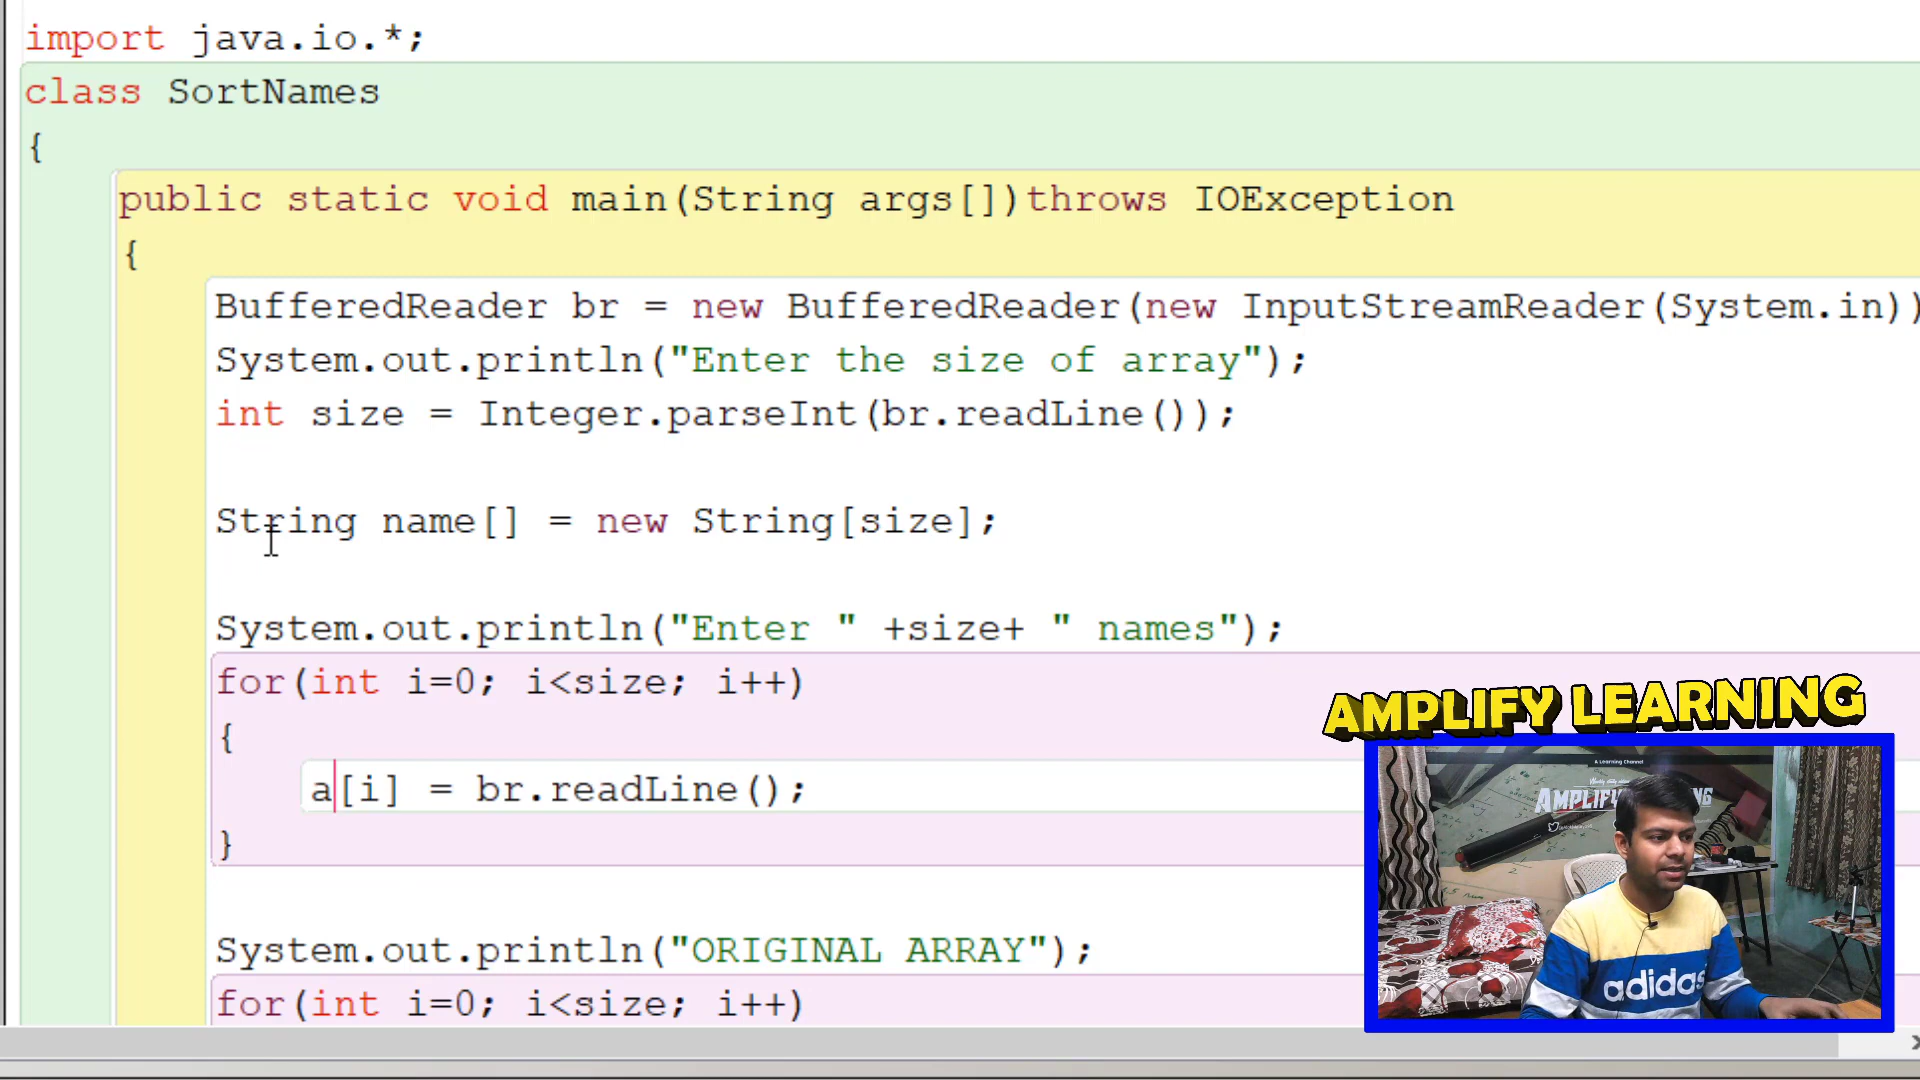 import java.io.*;
class SortNames
{
public static void main(String args[])throws IOException
{
BufferedReader br = new BufferedReader(new InputStreamReader(System.in))
System.out.println("Enter the size of array");
int size = Integer.parseInt(br.readLine());
String name[] = new String[size];
System.out.println("Enter " +size+ " names");
for(int i=0; i<size; i++)
{
a[i] = br.readLine();
}
System.out.println("ORIGINAL ARRAY");
for(int i=0; i<size; i++)
AMPLIFY LEARNING
A Learning Channel
adidas